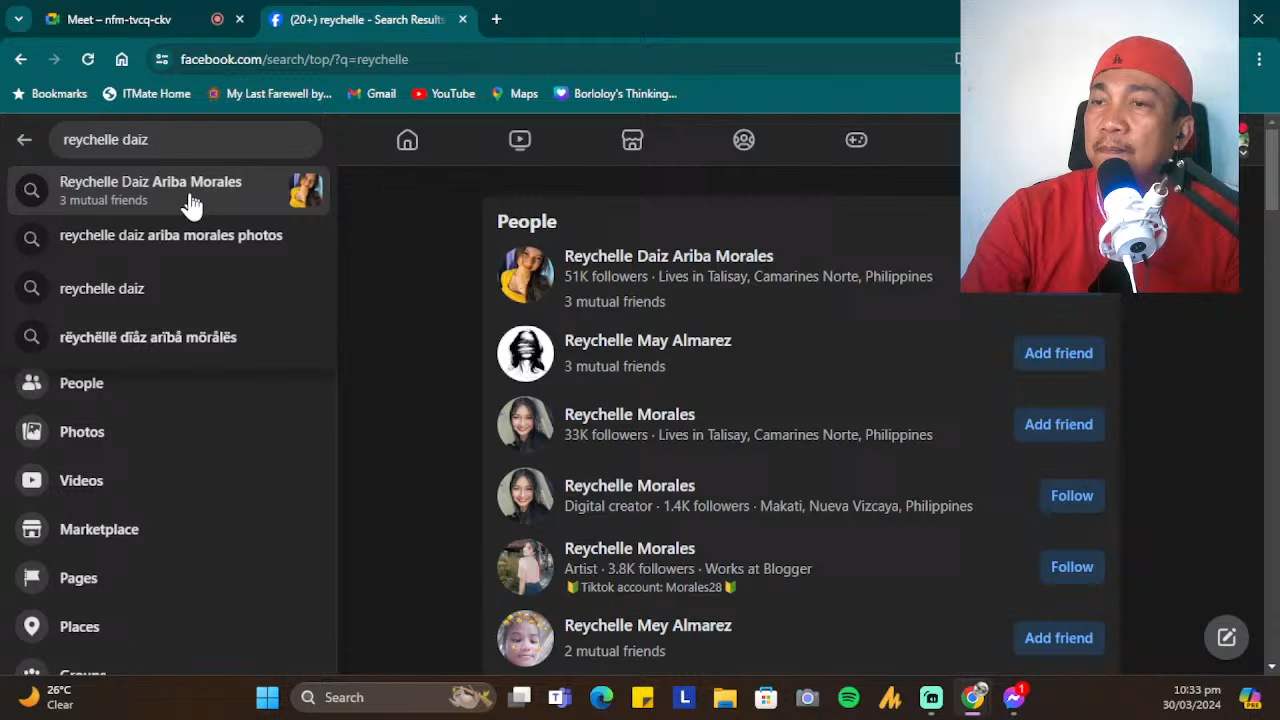 Meet – nfm-tvcq-ckv
(20+) reychelle - Search Results
facebook.com/search/top/?q=reychelle
Bookmarks
ITMate Home
My Last Farewell by...
Gmail
YouTube
Maps
Borloloy's Thinking...
reychelle daiz
Reychelle Daiz Ariba Morales
3 mutual friends
reychelle daiz ariba morales photos
reychelle daiz
rëychëllë dïåz arïbå mörålës
People
Photos
Videos
Marketplace
Pages
Places
People
Reychelle Daiz Ariba Morales
51K followers · Lives in Talisay, Camarines Norte, Philippines
3 mutual friends
Reychelle May Almarez
3 mutual friends
Add friend
Reychelle Morales
33K followers · Lives in Talisay, Camarines Norte, Philippines
Add friend
Reychelle Morales
Digital creator · 1.4K followers · Makati, Nueva Vizcaya, Philippines
Follow
Reychelle Morales
Artist · 3.8K followers · Works at Blogger
🔰Tiktok account: Morales28🔰
Follow
Reychelle Mey Almarez
2 mutual friends
Add friend
26°C
Clear
Search
L
1
PRE
10:33 pm
30/03/2024